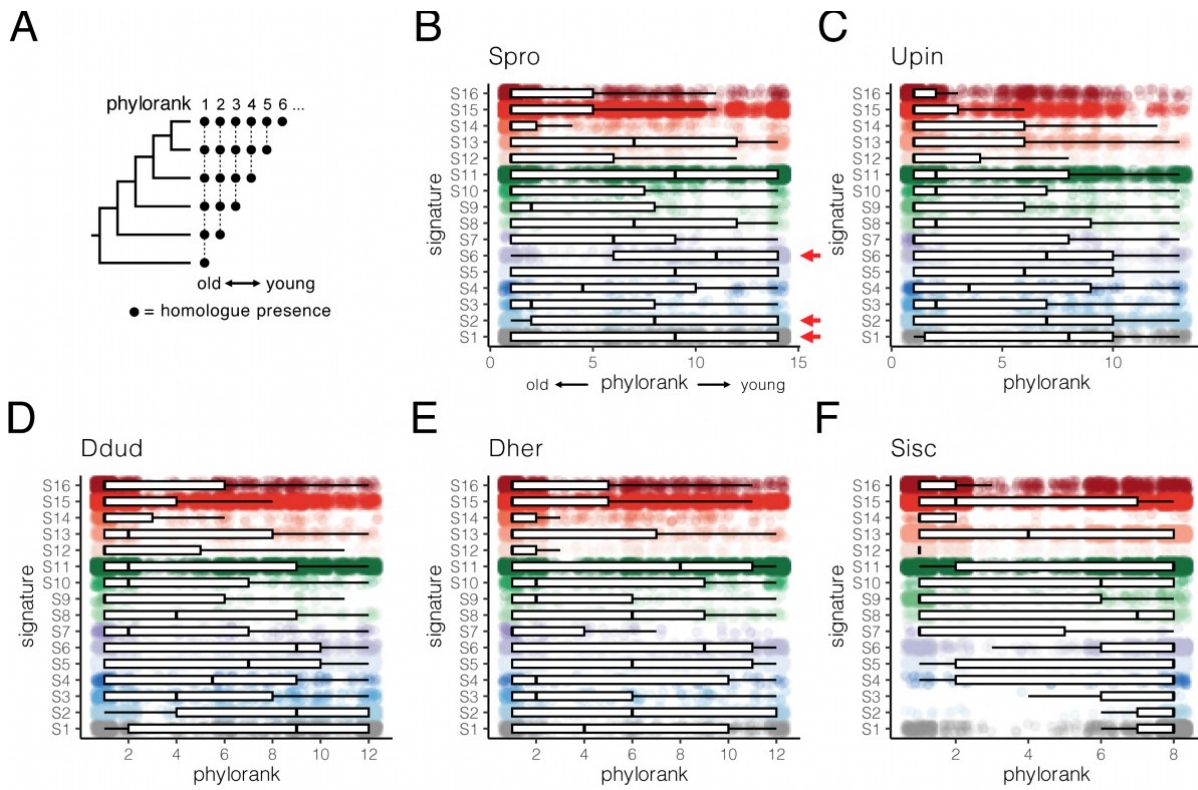 A
phylorank 1 2 3 4 5 6 ...
old ↔ young
● = homologue presence
B
Spro
signature
S16
S15
S14
S13
S12
S11
S10
S9
S8
S7
S6
S5
S4
S3
S2
S1
0 5 10 15
old ← phylorank → young
C
Upin
signature
S16
S15
S14
S13
S12
S11
S10
S9
S8
S7
S6
S5
S4
S3
S2
S1
0 5 10
phylorank
D
Ddud
signature
S16
S15
S14
S13
S12
S11
S10
S9
S8
S7
S6
S5
S4
S3
S2
S1
2 4 6 8 10 12
phylorank
E
Dher
signature
S16
S15
S14
S13
S12
S11
S10
S9
S8
S7
S6
S5
S4
S3
S2
S1
2 4 6 8 10 12
phylorank
F
Sisc
signature
S16
S15
S14
S13
S12
S11
S10
S9
S8
S7
S6
S5
S4
S3
S2
S1
2 4 6 8
phylorank